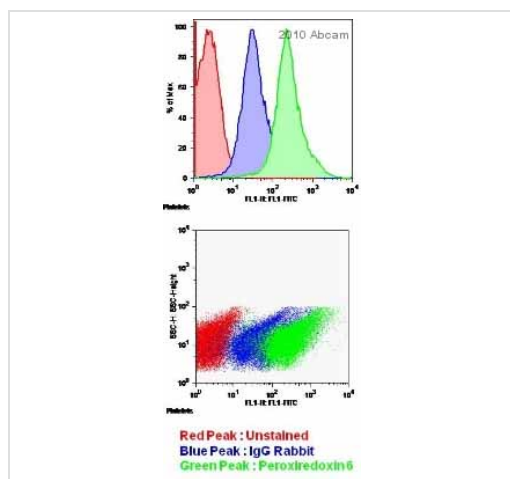 2010 Abcam
100
80
60
40
20
0
% of Max
10⁰ 10¹ 10² 10³ 10⁴
FL1-H: FL1-FITC
Platelets
10⁴
10³
10²
10¹
10⁰
SSC-H: SSC-Height
10⁰ 10¹ 10² 10³ 10⁴
FL1-H: FL1-FITC
Platelets
Red Peak : Unstained
Blue Peak : IgG Rabbit
Green Peak : Peroxiredoxin 6